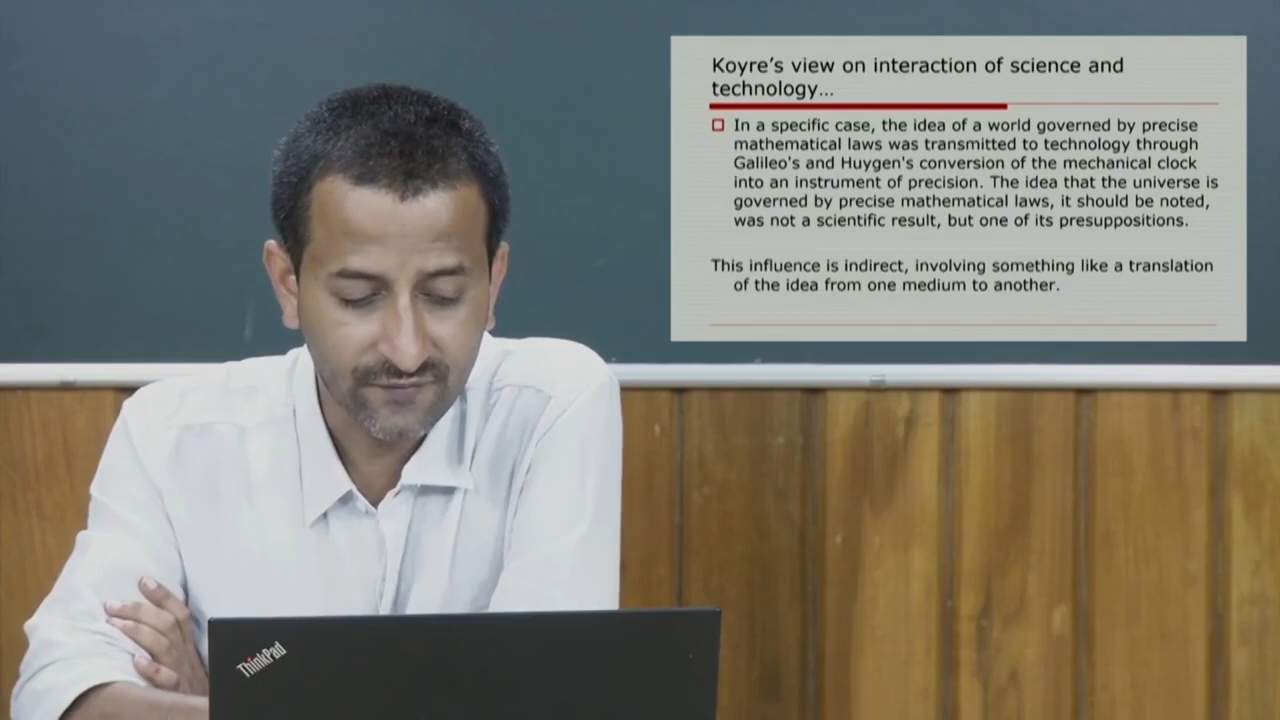 Koyre's view on interaction of science and
technology...
In a specific case, the idea of a world governed by precise
mathematical laws was transmitted to technology through
Galileo's and Huygen's conversion of the mechanical clock
into an instrument of precision. The idea that the universe is
governed by precise mathematical laws, it should be noted,
was not a scientific result, but one of its presuppositions.
This influence is indirect, involving something like a translation
of the idea from one medium to another.
ThinkPad